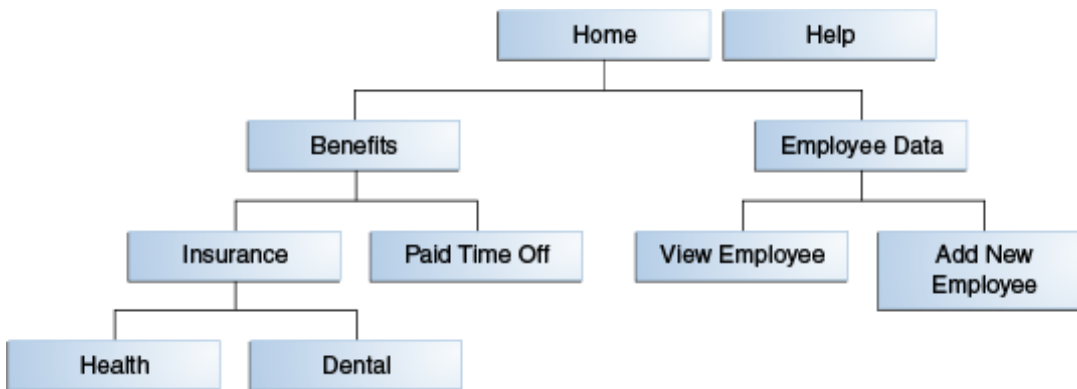 Home
Help
Benefits
Employee Data
Insurance
Paid Time Off
View Employee
Add New
Employee
Health
Dental